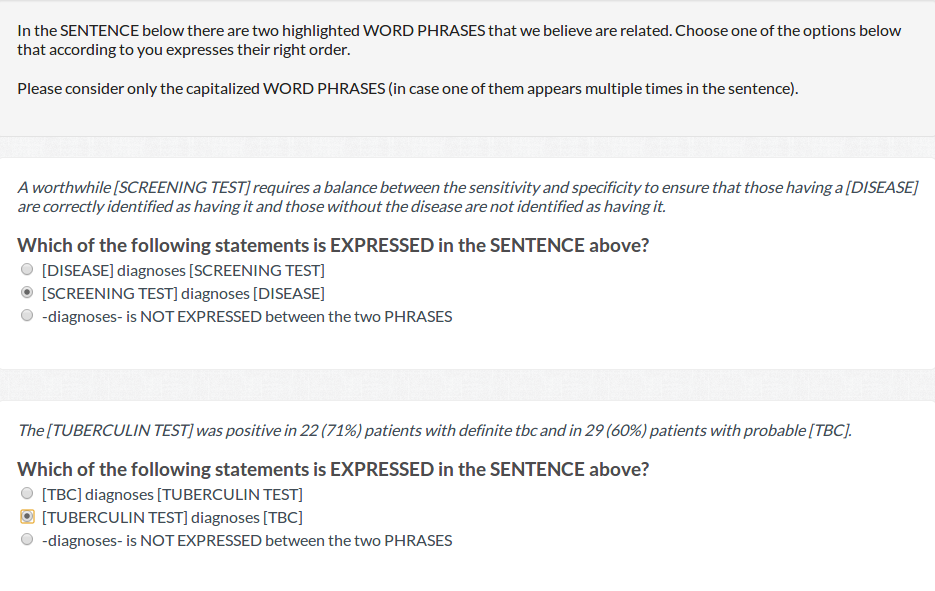 In the SENTENCE below there are two highlighted WORD PHRASES that we believe are related. Choose one of the options below
that according to you expresses their right order.
Please consider only the capitalized WORD PHRASES (in case one of them appears multiple times in the sentence).
A worthwhile [SCREENING TEST] requires a balance between the sensitivity and specificity to ensure that those having a [DISEASE]
are correctly identified as having it and those without the disease are not identified as having it.
Which of the following statements is EXPRESSED in the SENTENCE above?
[DISEASE] diagnoses [SCREENING TEST]
[SCREENING TEST] diagnoses [DISEASE]
-diagnoses- is NOT EXPRESSED between the two PHRASES
The [TUBERCULIN TEST] was positive in 22 (71%) patients with definite tbc and in 29 (60%) patients with probable [TBC].
Which of the following statements is EXPRESSED in the SENTENCE above?
[TBC] diagnoses [TUBERCULIN TEST]
[TUBERCULIN TEST] diagnoses [TBC]
-diagnoses- is NOT EXPRESSED between the two PHRASES